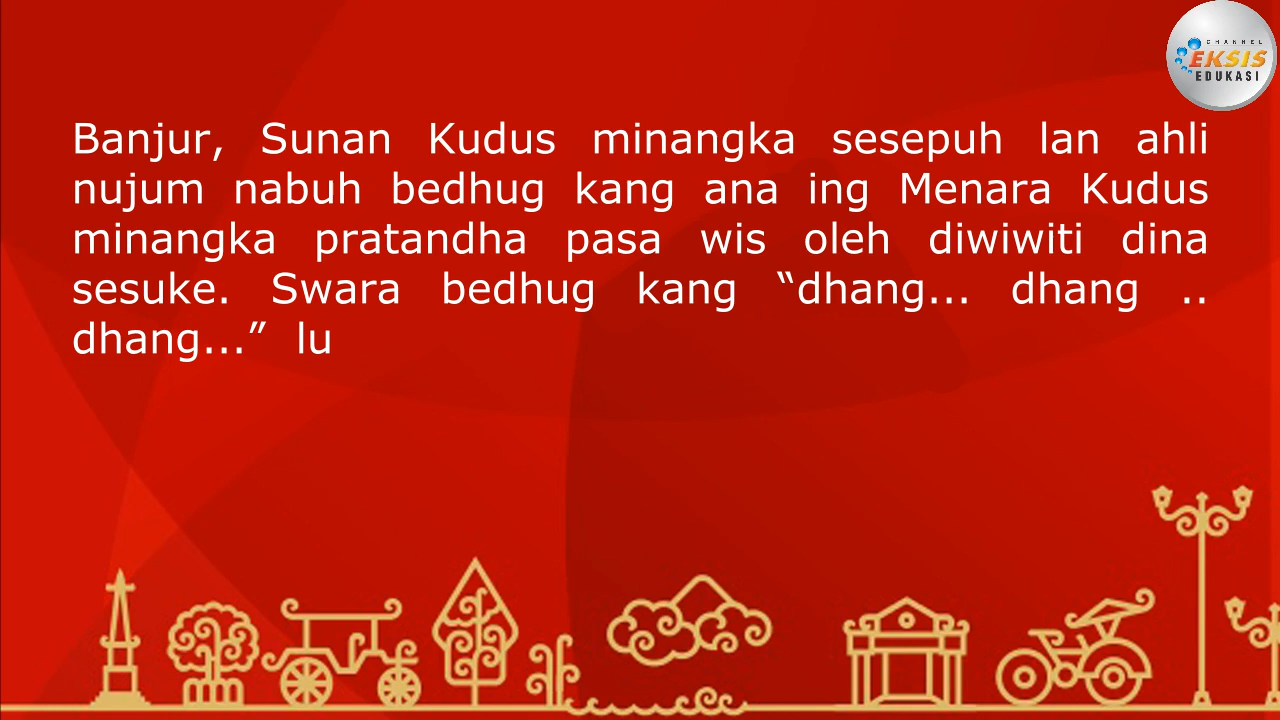 CHANNEL
EKSIS
EDUKASI
Banjur, Sunan Kudus minangka sesepuh lan ahli
nujum nabuh bedhug kang ana ing Menara Kudus
minangka pratandha pasa wis oleh diwiwiti dina
sesuke. Swara bedhug kang “dhang... dhang ..
dhang...” lu